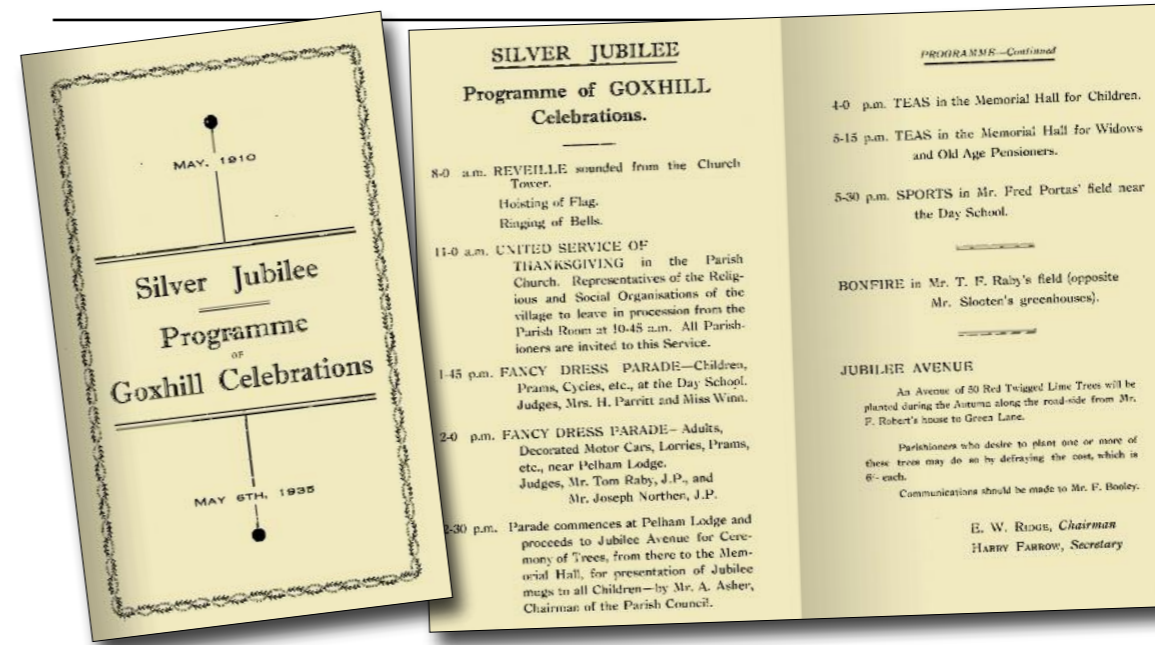 MAY, 1910
Silver Jubilee
Programme
OF
Goxhill Celebrations
MAY 6TH, 1935
SILVER JUBILEE
Programme of GOXHILL
Celebrations.
8-0 a.m. REVEILLE sounded from the Church
Tower.
Hoisting of Flag.
Ringing of Bells.
11-0 a.m. UNITED SERVICE OF
THANKSGIVING in the Parish
Church. Representatives of the Relig-
ious and Social Organisations of the
village to leave in procession from the
Parish Room at 10-45 a.m. All Parish-
ioners are invited to this Service.
1-45 p.m. FANCY DRESS PARADE—Children,
Prams, Cycles, etc., at the Day School.
Judges, Mrs. H. Parritt and Miss Winn.
2-0 p.m. FANCY DRESS PARADE—Adults,
Decorated Motor Cars, Lorries, Prams,
etc., near Pelham Lodge.
Judges, Mr. Tom Raby, J.P., and
Mr. Joseph Northen, J.P.
2-30 p.m. Parade commences at Pelham Lodge and
proceeds to Jubilee Avenue for Cere-
mony of Trees, from there to the Mem-
orial Hall, for presentation of Jubilee
mugs to all Children—by Mr. A. Asher,
Chairman of the Parish Council.
PROGRAMME—Continued
4-0 p.m. TEAS in the Memorial Hall for Children.
5-15 p.m. TEAS in the Memorial Hall for Widows
and Old Age Pensioners.
5-30 p.m. SPORTS in Mr. Fred Portas' field near
the Day School.
BONFIRE in Mr. T. F. Raby's field (opposite
Mr. Slooten's greenhouses).
JUBILEE AVENUE
An Avenue of 50 Red Twigged Lime Trees will be
planted during the Autumn along the road-side from Mr.
F. Robert's house to Green Lane.
Parishioners who desire to plant one or more of
these trees may do so by defraying the cost, which is
6/- each.
Communications should be made to Mr. F. Booley.
E. W. RIDGE, Chairman
HARRY FARROW, Secretary